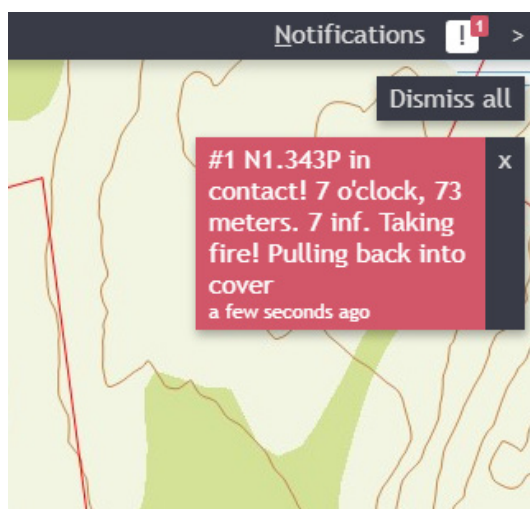 Notifications ! 1 >
Dismiss all
#1 N1.343P in x
contact! 7 o'clock, 73
meters. 7 inf. Taking
fire! Pulling back into
cover
a few seconds ago